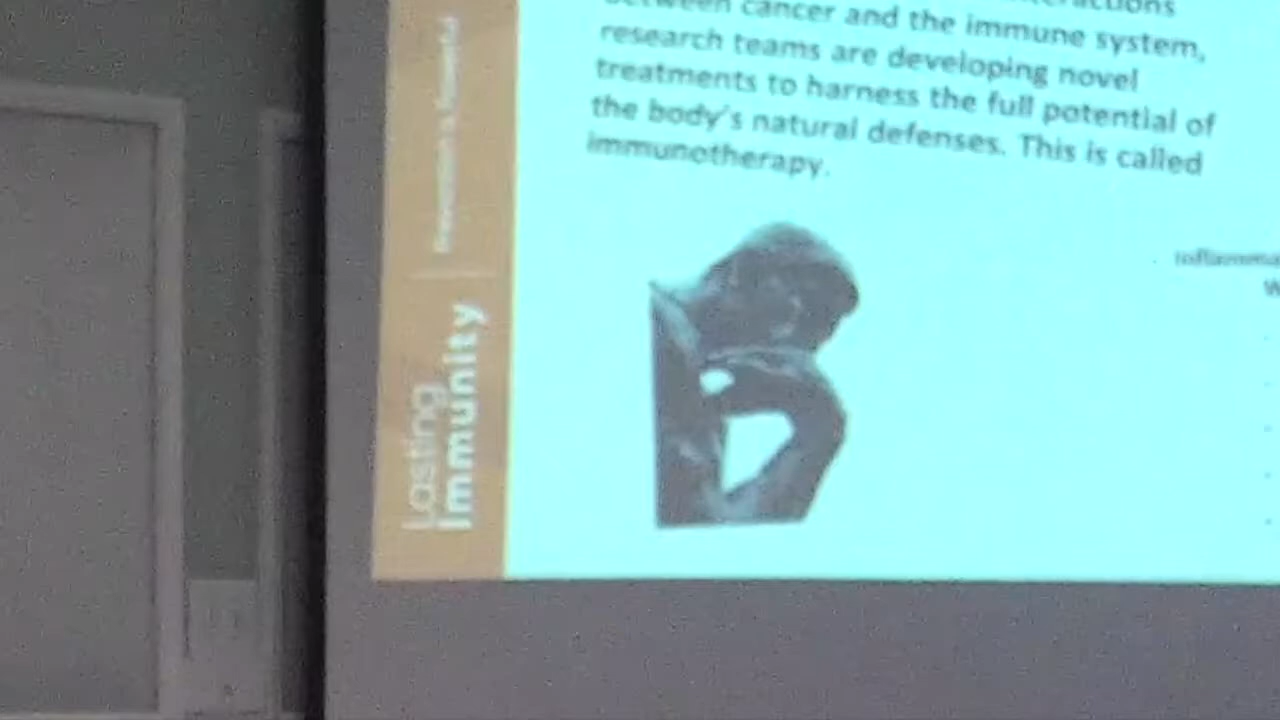 between cancer and the immune system,
research teams are developing novel
treatments to harness the full potential of
the body's natural defenses. This is called
immunotherapy.
Lasting
Immunity